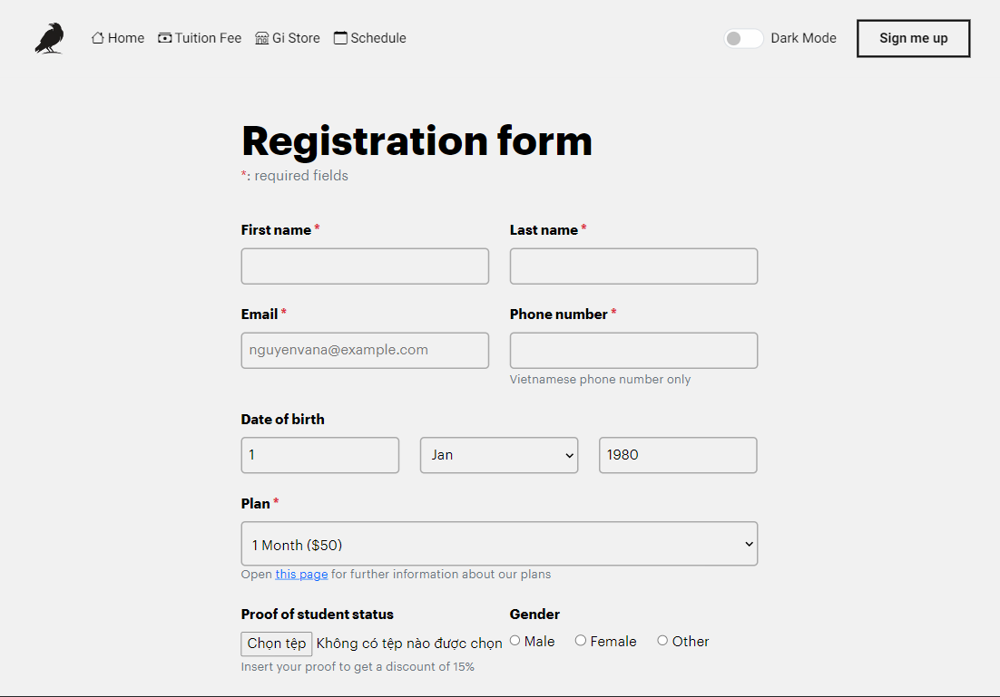 Home Tuition Fee Gi Store Schedule Dark Mode Sign me up
Registration form
*: required fields
First name * Last name *
Email * Phone number *
nguyenvana@example.com
Vietnamese phone number only
Date of birth
1 Jan 1980
Plan *
1 Month ($50)
Open this page for further information about our plans
Proof of student status Gender
Chọn tệp Không có tệp nào được chọn Male Female Other
Insert your proof to get a discount of 15%